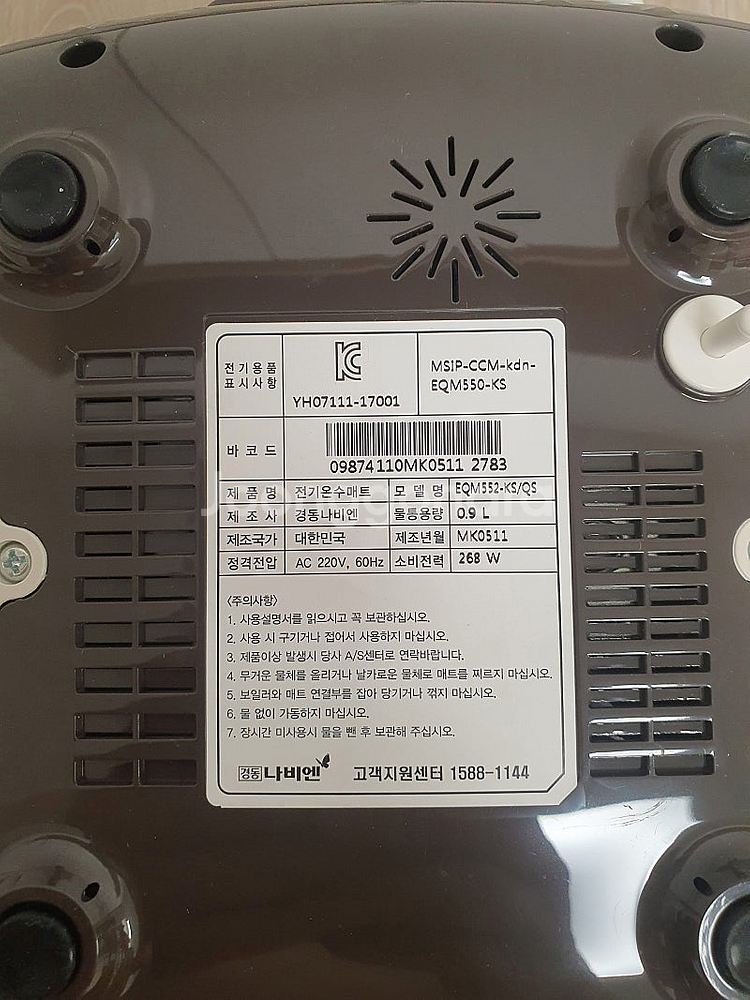 전기용품
표시사항
YH07111-17001
MSIP-CCM-kdn-
EQM550-KS
바 코 드
09874110MK0511 2783
제 품 명 전기온수매트 모 델 명 EQM552-KS/QS
제 조 사 경동나비엔 물통용량 0.9 L
제조국가 대한민국 제조년월 MK0511
정격전압 AC 220V, 60Hz 소비전력 268 W
<주의사항>
1. 사용설명서를 읽으시고 꼭 보관하십시오.
2. 사용 시 구기거나 접어서 사용하지 마십시오.
3. 제품이상 발생시 당사 A/S센터로 연락바랍니다.
4. 무거운 물체를 올리거나 날카로운 물체로 매트를 찌르지 마십시오.
5. 보일러와 매트 연결부를 잡아 당기거나 꺾지 마십시오.
6. 물 없이 가동하지 마십시오.
7. 장시간 미사용시 물을 뺀 후 보관해 주십시오.
경동 나비엔 고객지원센터 1588-1144